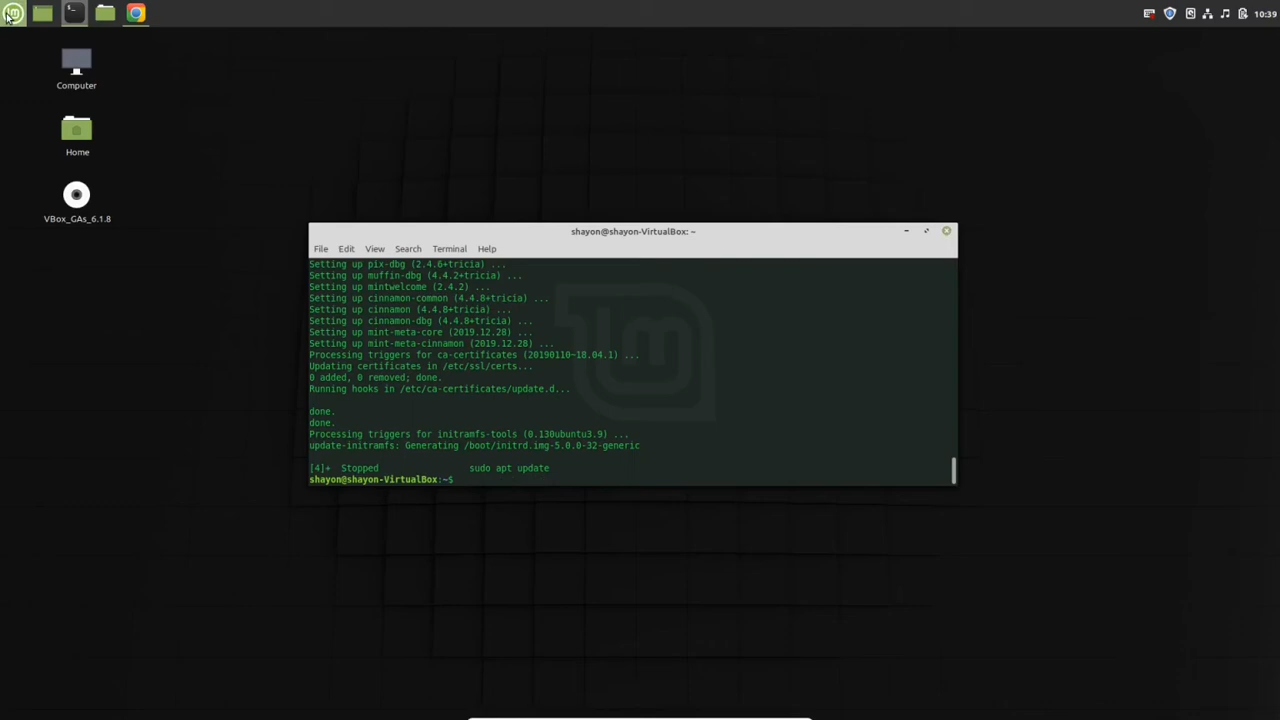 10:39
Computer
Home
VBox_GAs_6.1.8
shayon@shayon-VirtualBox: ~
File Edit View Search Terminal Help
Setting up pix-dbg (2.4.6+tricia) ...
Setting up muffin-dbg (4.4.2+tricia) ...
Setting up mintwelcome (2.4.2) ...
Setting up cinnamon-common (4.4.8+tricia) ...
Setting up cinnamon (4.4.8+tricia) ...
Setting up cinnamon-dbg (4.4.8+tricia) ...
Setting up mint-meta-core (2019.12.28) ...
Setting up mint-meta-cinnamon (2019.12.28) ...
Processing triggers for ca-certificates (20190110~18.04.1) ...
Updating certificates in /etc/ssl/certs...
0 added, 0 removed; done.
Running hooks in /etc/ca-certificates/update.d...
done.
done.
Processing triggers for initramfs-tools (0.130ubuntu3.9) ...
update-initramfs: Generating /boot/initrd.img-5.0.0-32-generic
[4]+ Stopped sudo apt update
shayon@shayon-VirtualBox:~$